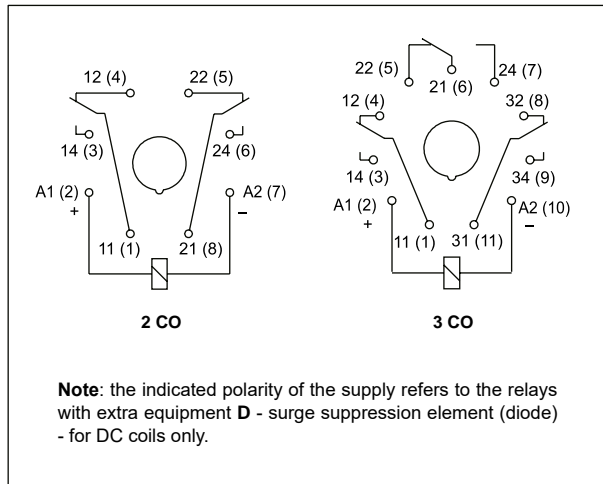 12 (4)
22 (5)
14 (3)
24 (6)
A1 (2)
+
A2 (7)
–
11 (1)
21 (8)
2 CO
22 (5)
21 (6)
24 (7)
12 (4)
32 (8)
14 (3)
34 (9)
A1 (2)
+
A2 (10)
–
11 (1)
31 (11)
3 CO
Note: the indicated polarity of the supply refers to the relays
with extra equipment D - surge suppression element (diode)
- for DC coils only.